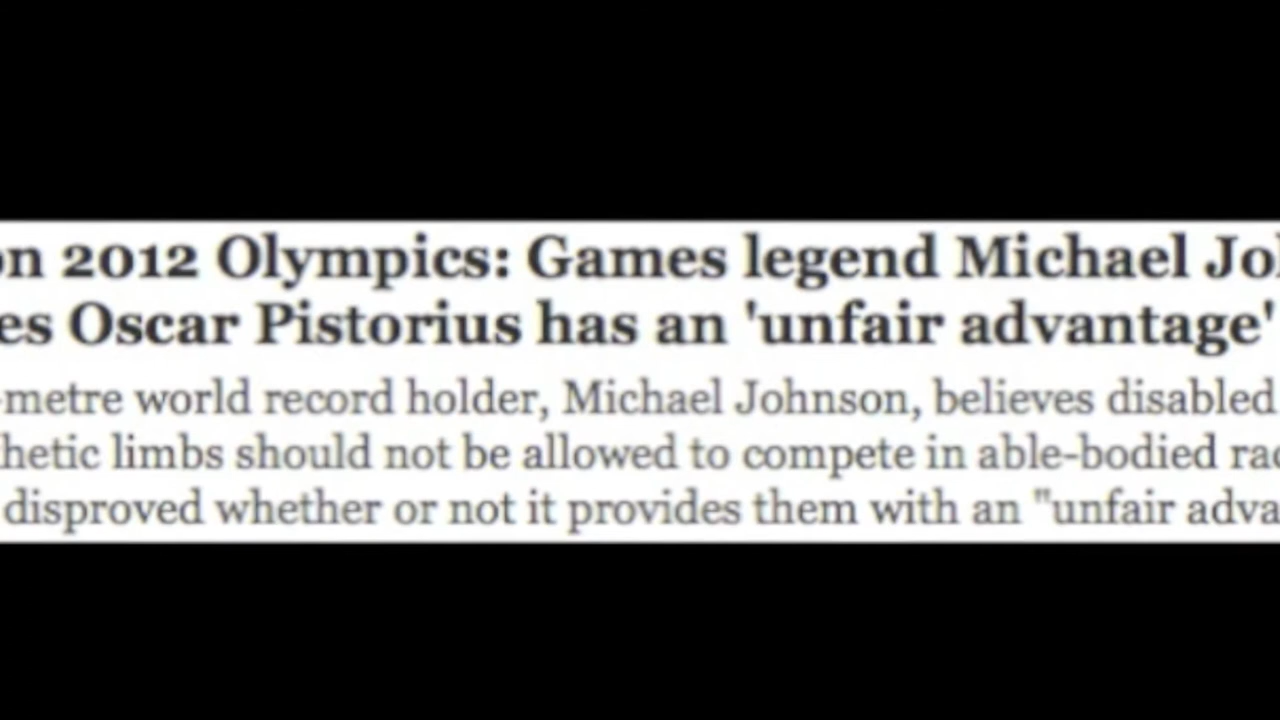 on 2012 Olympics: Games legend Michael Jo
es Oscar Pistorius has an 'unfair advantage'
-metre world record holder, Michael Johnson, believes disabled
hetic limbs should not be allowed to compete in able-bodied rac
disproved whether or not it provides them with an "unfair adva